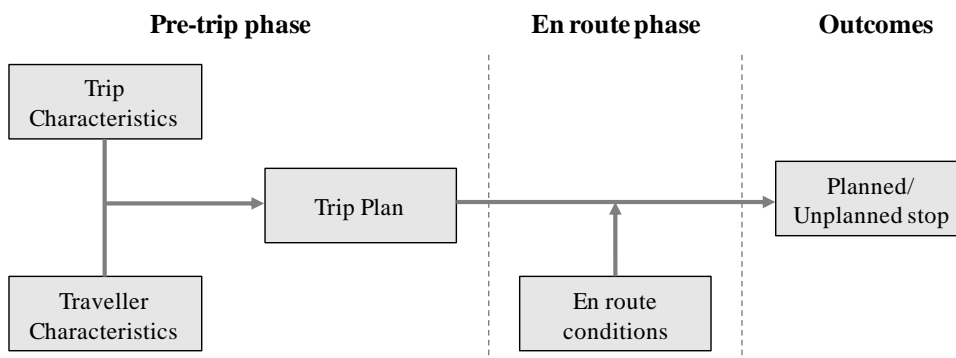 Pre-trip phase
En route phase
Outcomes
Trip
Characteristics
Trip Plan
Planned/
Unplanned stop
Traveller
Characteristics
En route
conditions